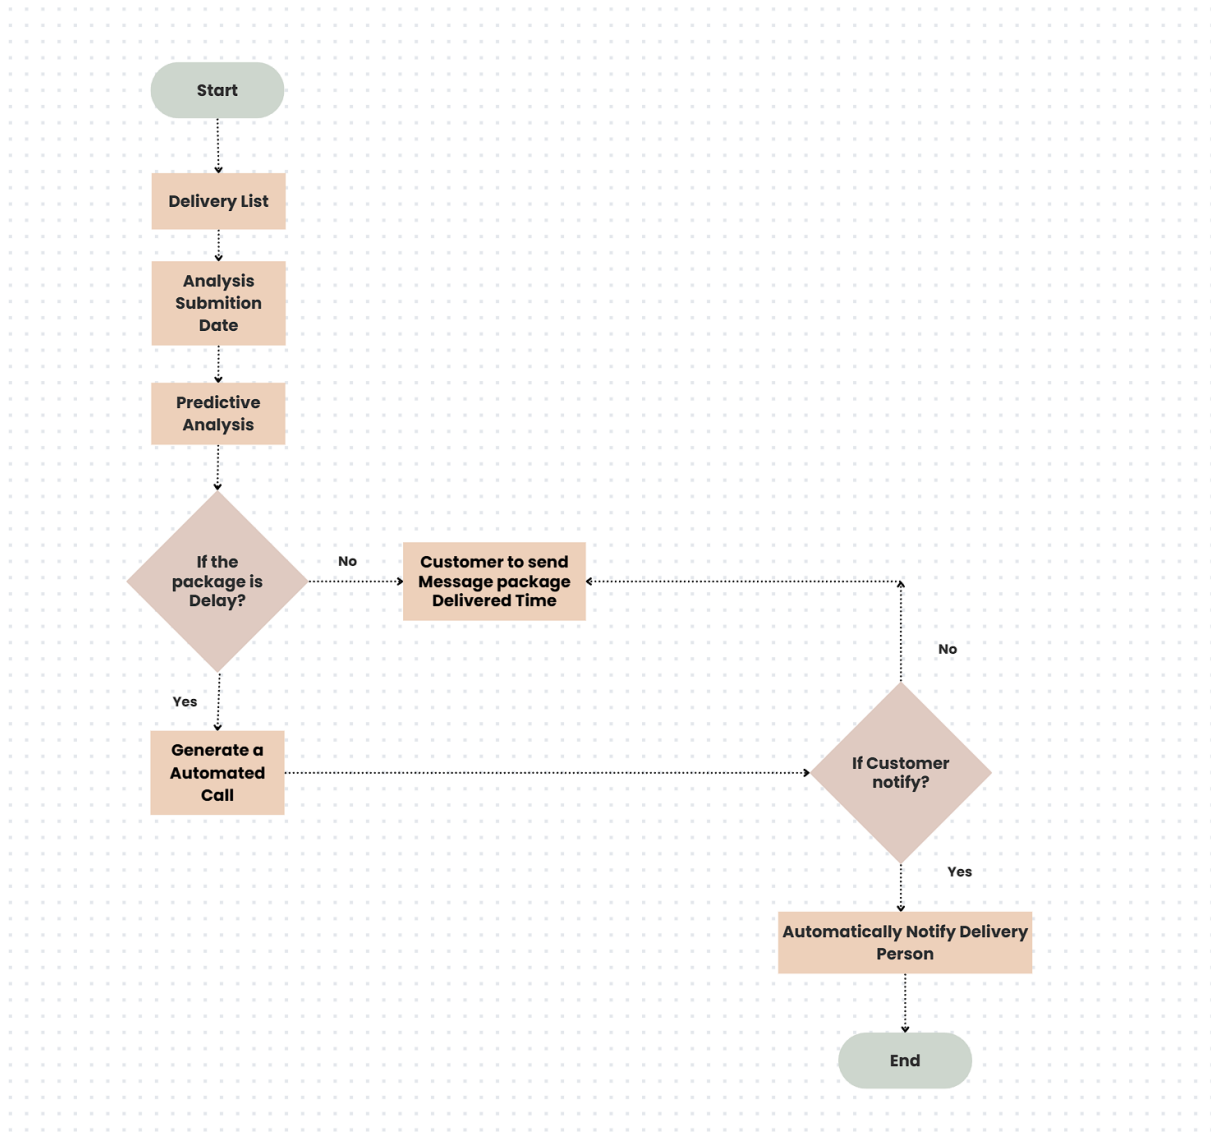 Start
Delivery List
Analysis
Submition
Date
Predictive
Analysis
If the
package is
Delay?
No
Customer to send
Message package
Delivered Time
No
Yes
Generate a
Automated
Call
If Customer
notify?
Yes
Automatically Notify Delivery
Person
End